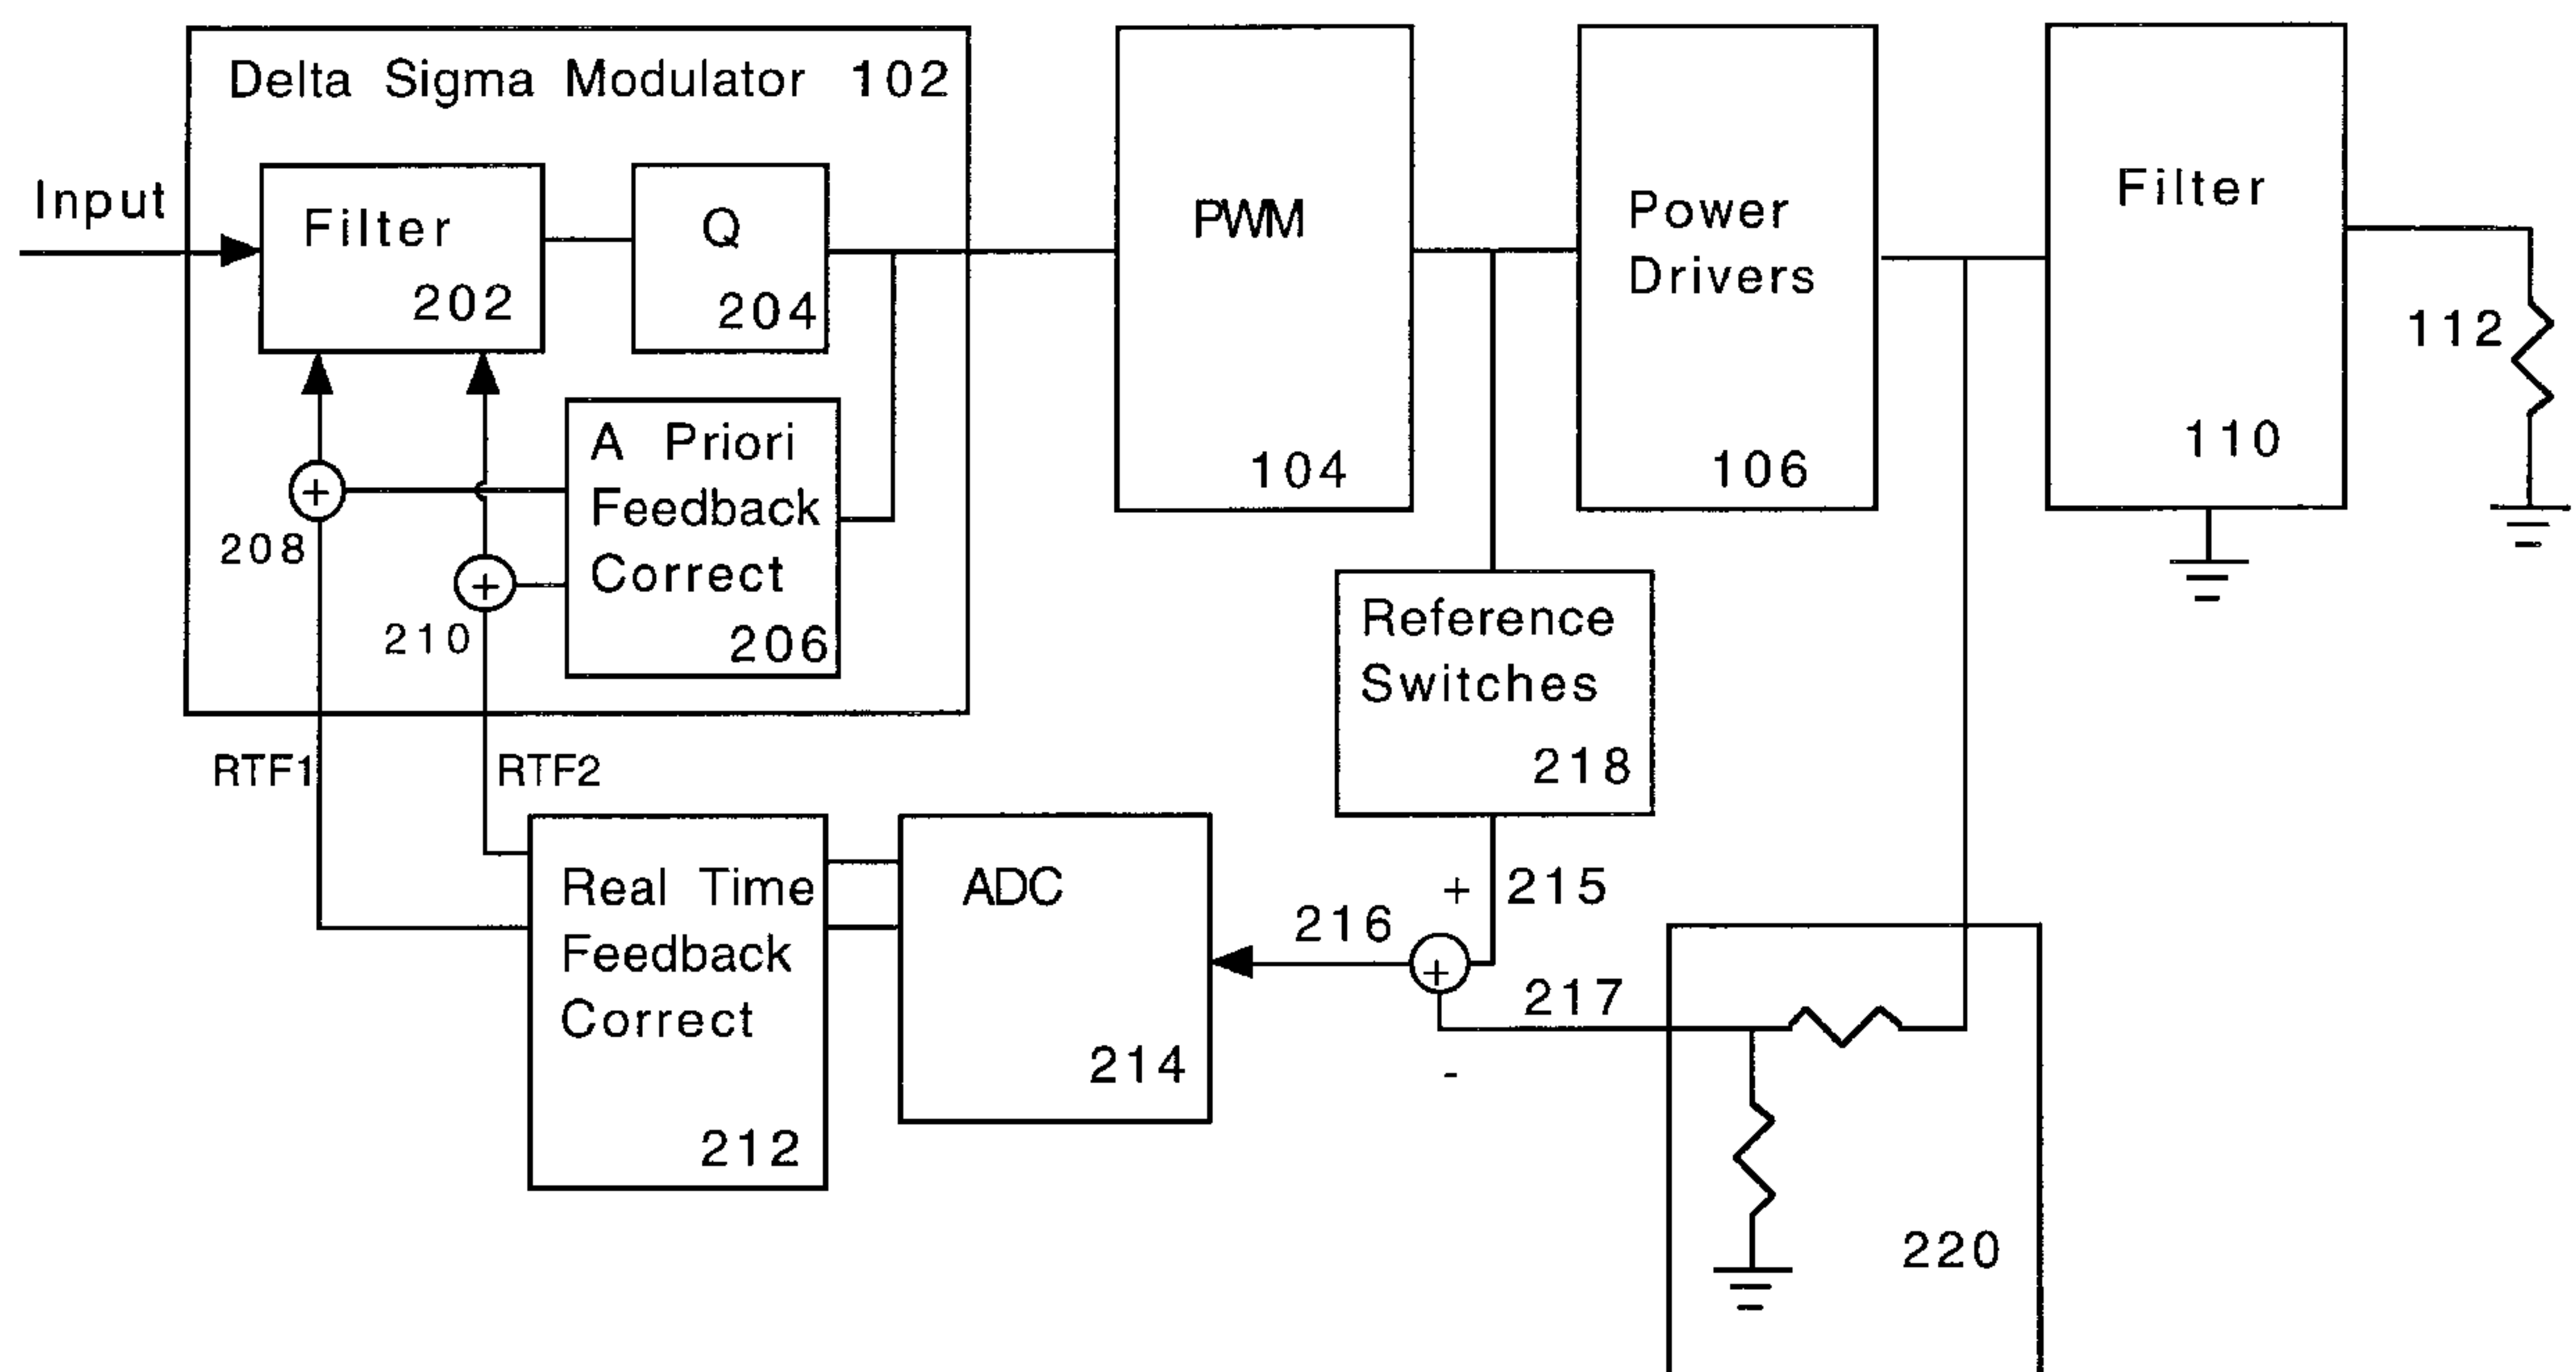 Delta Sigma Modulator 102
Input
Filter
202
Q
204
A Priori
Feedback
Correct
206
+
208
+
210
PWM
104
Power
Drivers
106
Filter
110
112
Reference
Switches
218
RTF1
RTF2
Real Time
Feedback
Correct
212
ADC
214
+
215
216
+
217
-
220